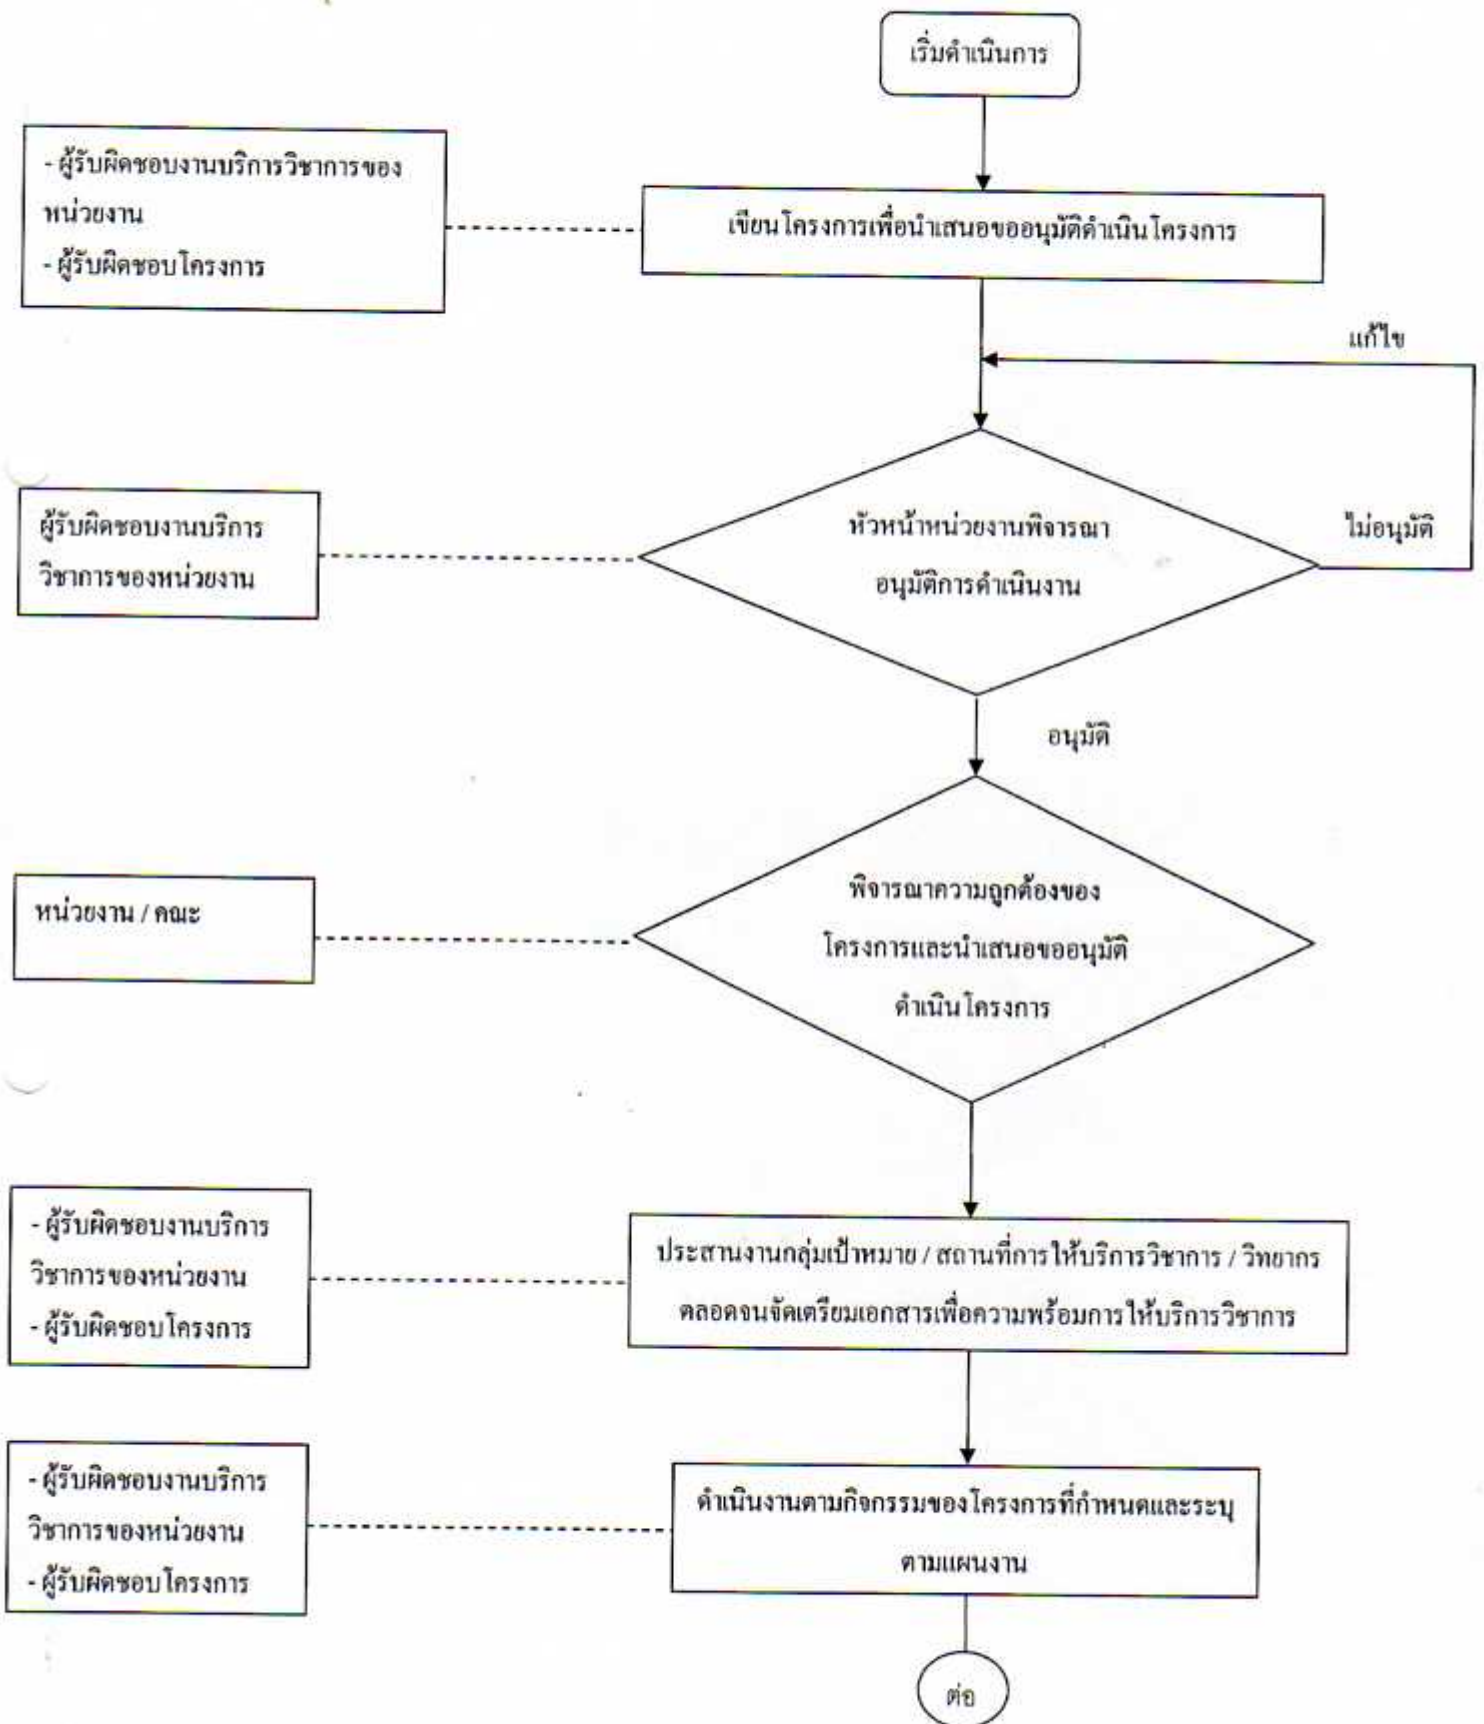 เริ่มดำเนินการ
- ผู้รับผิดชอบงานบริการวิชาการของ
หน่วยงาน
- ผู้รับผิดชอบโครงการ
เขียนโครงการเพื่อนำเสนอขออนุมัติดำเนินโครงการ
แก้ไข
ผู้รับผิดชอบงานบริการ
วิชาการของหน่วยงาน
หัวหน้าหน่วยงานพิจารณา
อนุมัติการดำเนินงาน
ไม่อนุมัติ
อนุมัติ
หน่วยงาน / คณะ
พิจารณาความถูกต้องของ
โครงการและนำเสนอขออนุมัติ
ดำเนินโครงการ
- ผู้รับผิดชอบงานบริการ
วิชาการของหน่วยงาน
- ผู้รับผิดชอบโครงการ
ประสานงานกลุ่มเป้าหมาย / สถานที่การให้บริการวิชาการ / วิทยากร
ตลอดจนจัดเตรียมเอกสารเพื่อความพร้อมการให้บริการวิชาการ
- ผู้รับผิดชอบงานบริการ
วิชาการของหน่วยงาน
- ผู้รับผิดชอบโครงการ
ดำเนินงานตามกิจกรรมของโครงการที่กำหนดและระบุ
ตามแผนงาน
ต่อ